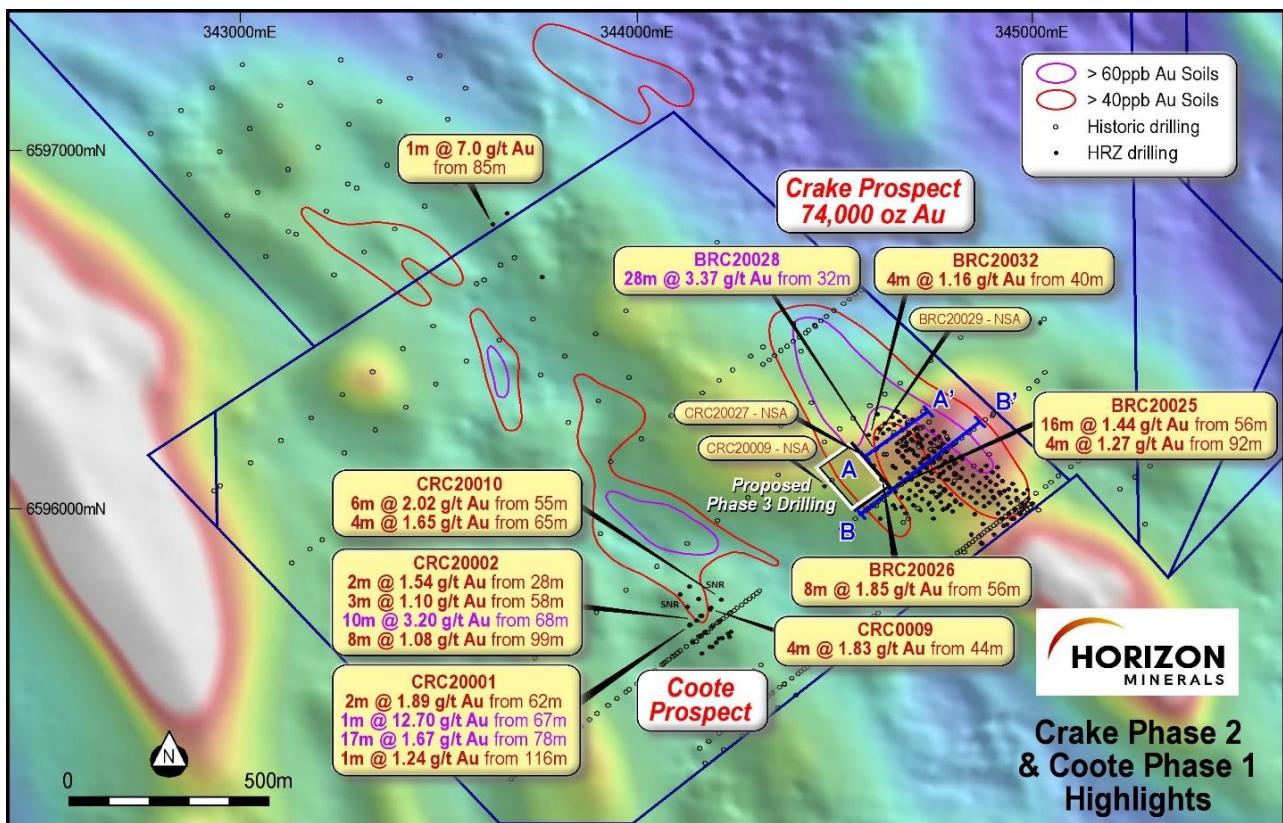 343000mE
344000mE
345000mE
> 60ppb Au Soils
> 40ppb Au Soils
Historic drilling
HRZ drilling
6597000mN
1m @ 7.0 g/t Au
from 85m
Crake Prospect
74,000 oz Au
BRC20028
28m @ 3.37 g/t Au from 32m
BRC20032
4m @ 1.16 g/t Au from 40m
BRC20029 - NSA
CRC20027 - NSA
CRC20009 - NSA
A'
B'
A
B
Proposed
Phase 3 Drilling
BRC20025
16m @ 1.44 g/t Au from 56m
4m @ 1.27 g/t Au from 92m
6596000mN
CRC20010
6m @ 2.02 g/t Au from 55m
4m @ 1.65 g/t Au from 65m
CRC20002
2m @ 1.54 g/t Au from 28m
3m @ 1.10 g/t Au from 58m
10m @ 3.20 g/t Au from 68m
8m @ 1.08 g/t Au from 99m
SNR
SNR
BRC20026
8m @ 1.85 g/t Au from 56m
CRC0009
4m @ 1.83 g/t Au from 44m
CRC20001
2m @ 1.89 g/t Au from 62m
1m @ 12.70 g/t Au from 67m
17m @ 1.67 g/t Au from 78m
1m @ 1.24 g/t Au from 116m
Coote
Prospect
HORIZON
MINERALS
N
0
500m
Crake Phase 2
& Coote Phase 1
Highlights